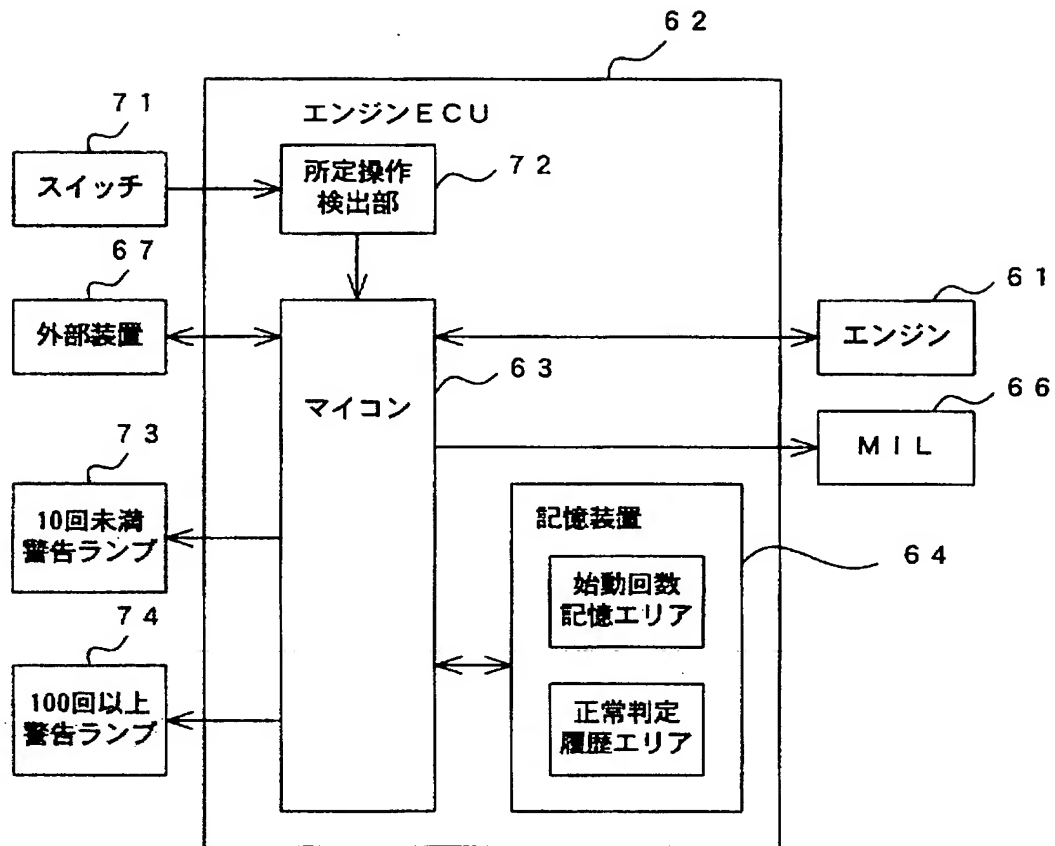 ６２
エンジンＥＣＵ
７１
スイッチ
所定操作
検出部
７２
６７
外部装置
６１
エンジン
マイコン
６３
６６
ＭＩＬ
７３
10回未満
警告ランプ
記憶装置
６４
始動回数
記憶エリア
７４
100回以上
警告ランプ
正常判定
履歴エリア